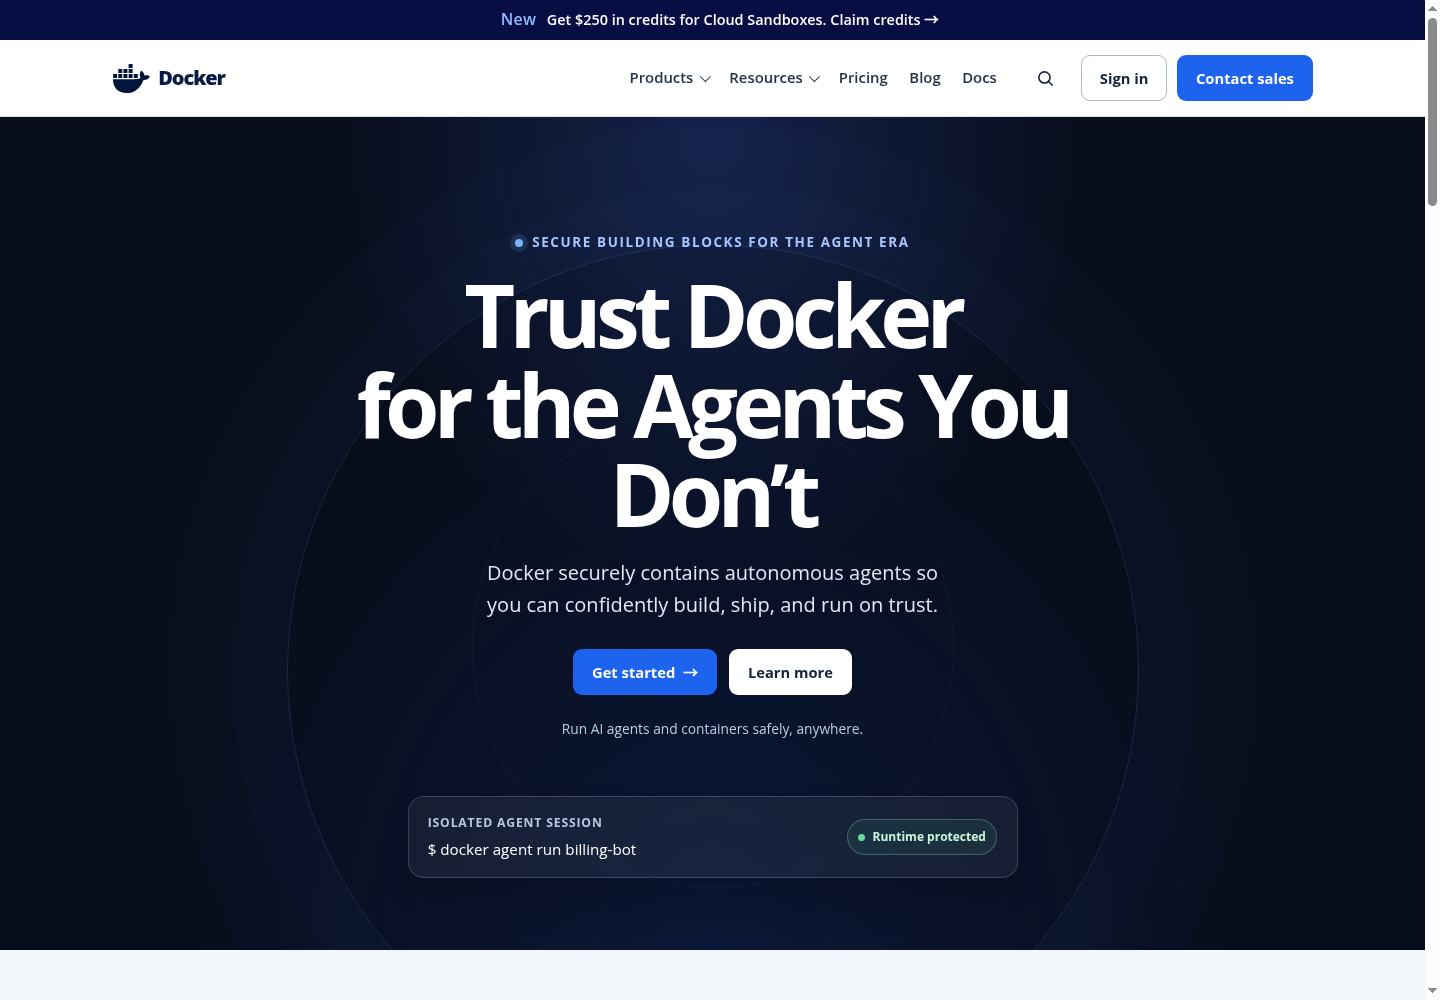 New Get $250 in credits for Cloud Sandboxes. Claim credits →
Docker
Products
Resources
Pricing
Blog
Docs
Sign in
Contact sales
SECURE BUILDING BLOCKS FOR THE AGENT ERA
Trust Docker
for the Agents You
Don’t
Docker securely contains autonomous agents so
you can confidently build, ship, and run on trust.
Get started →
Learn more
Run AI agents and containers safely, anywhere.
ISOLATED AGENT SESSION
$ docker agent run billing-bot
Runtime protected